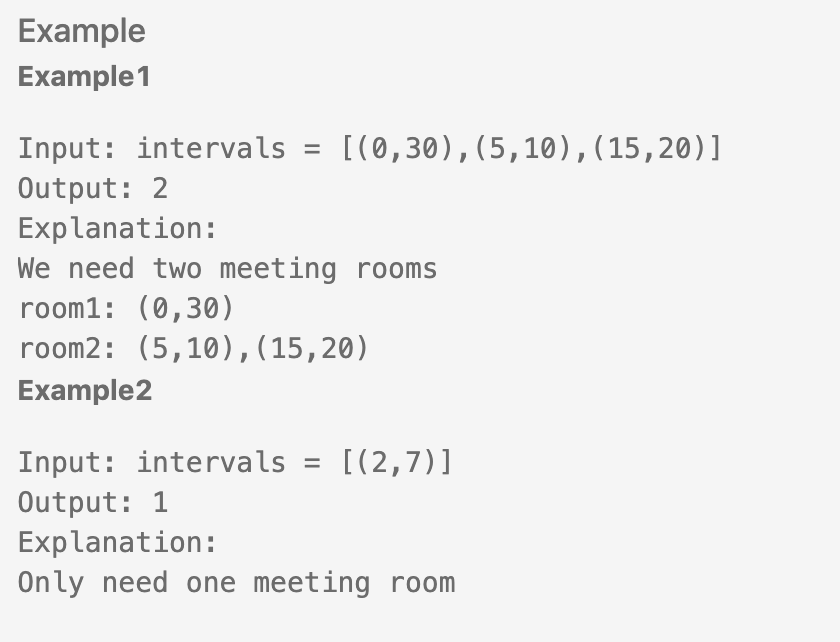 Example
Example1
Input: intervals = [(0,30),(5,10),(15,20)]
Output: 2
Explanation:
We need two meeting rooms
room1: (0,30)
room2: (5,10),(15,20)
Example2
Input: intervals = [(2,7)]
Output: 1
Explanation:
Only need one meeting room